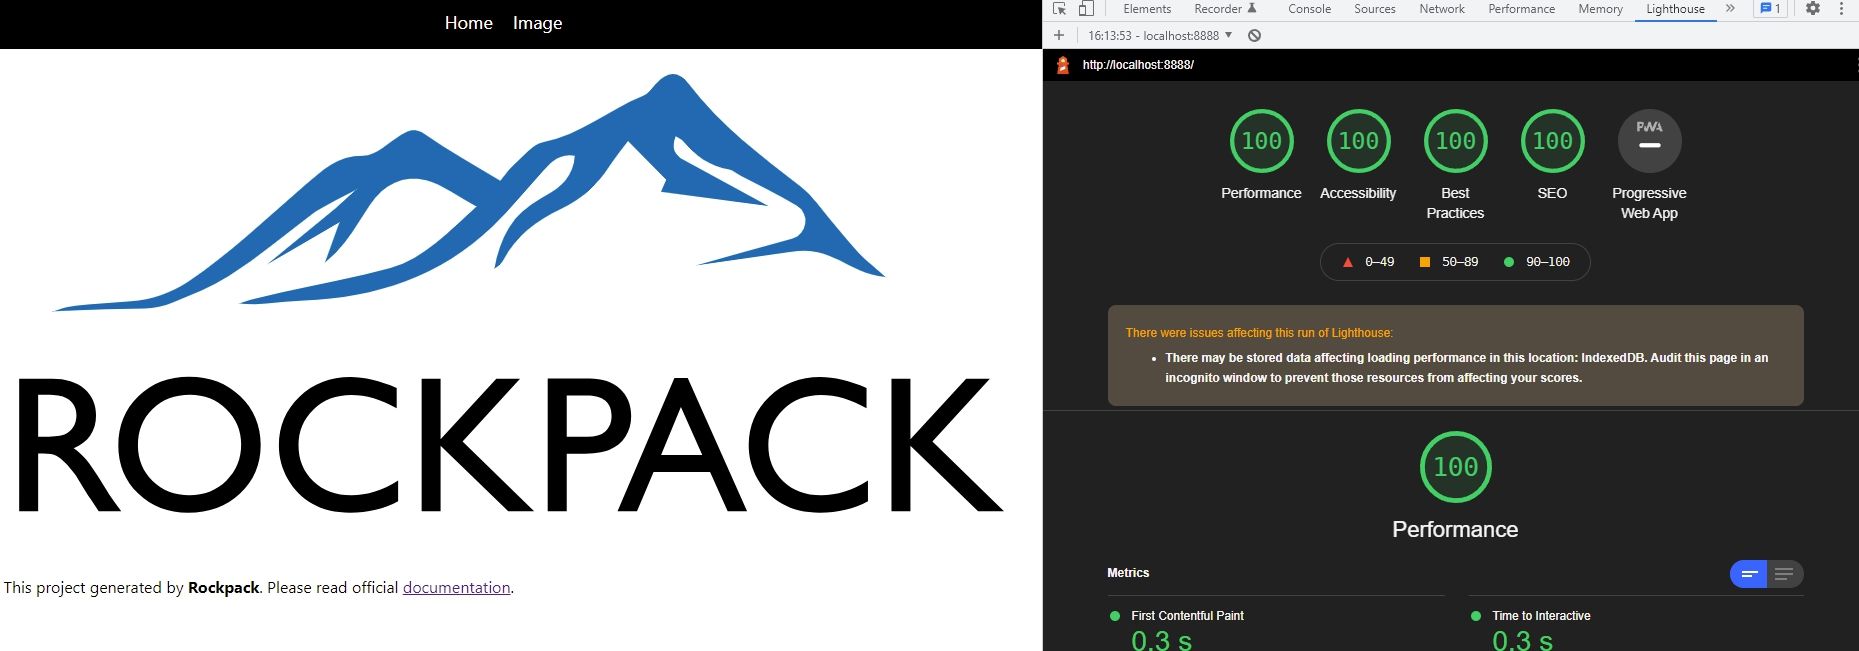 Home Image
ROCKPACK
This project generated by Rockpack. Please read official documentation.
Elements Recorder Console Sources Network Performance Memory Lighthouse » 1
+ 16:13:53 - localhost:8888
http://localhost:8888/
100 100 100 100 PWA
Performance Accessibility Best Practices SEO Progressive Web App
0–49 50–89 90–100
There were issues affecting this run of Lighthouse:
• There may be stored data affecting loading performance in this location: IndexedDB. Audit this page in an
incognito window to prevent those resources from affecting your scores.
100
Performance
Metrics
First Contentful Paint Time to Interactive
0.3 s 0.3 s